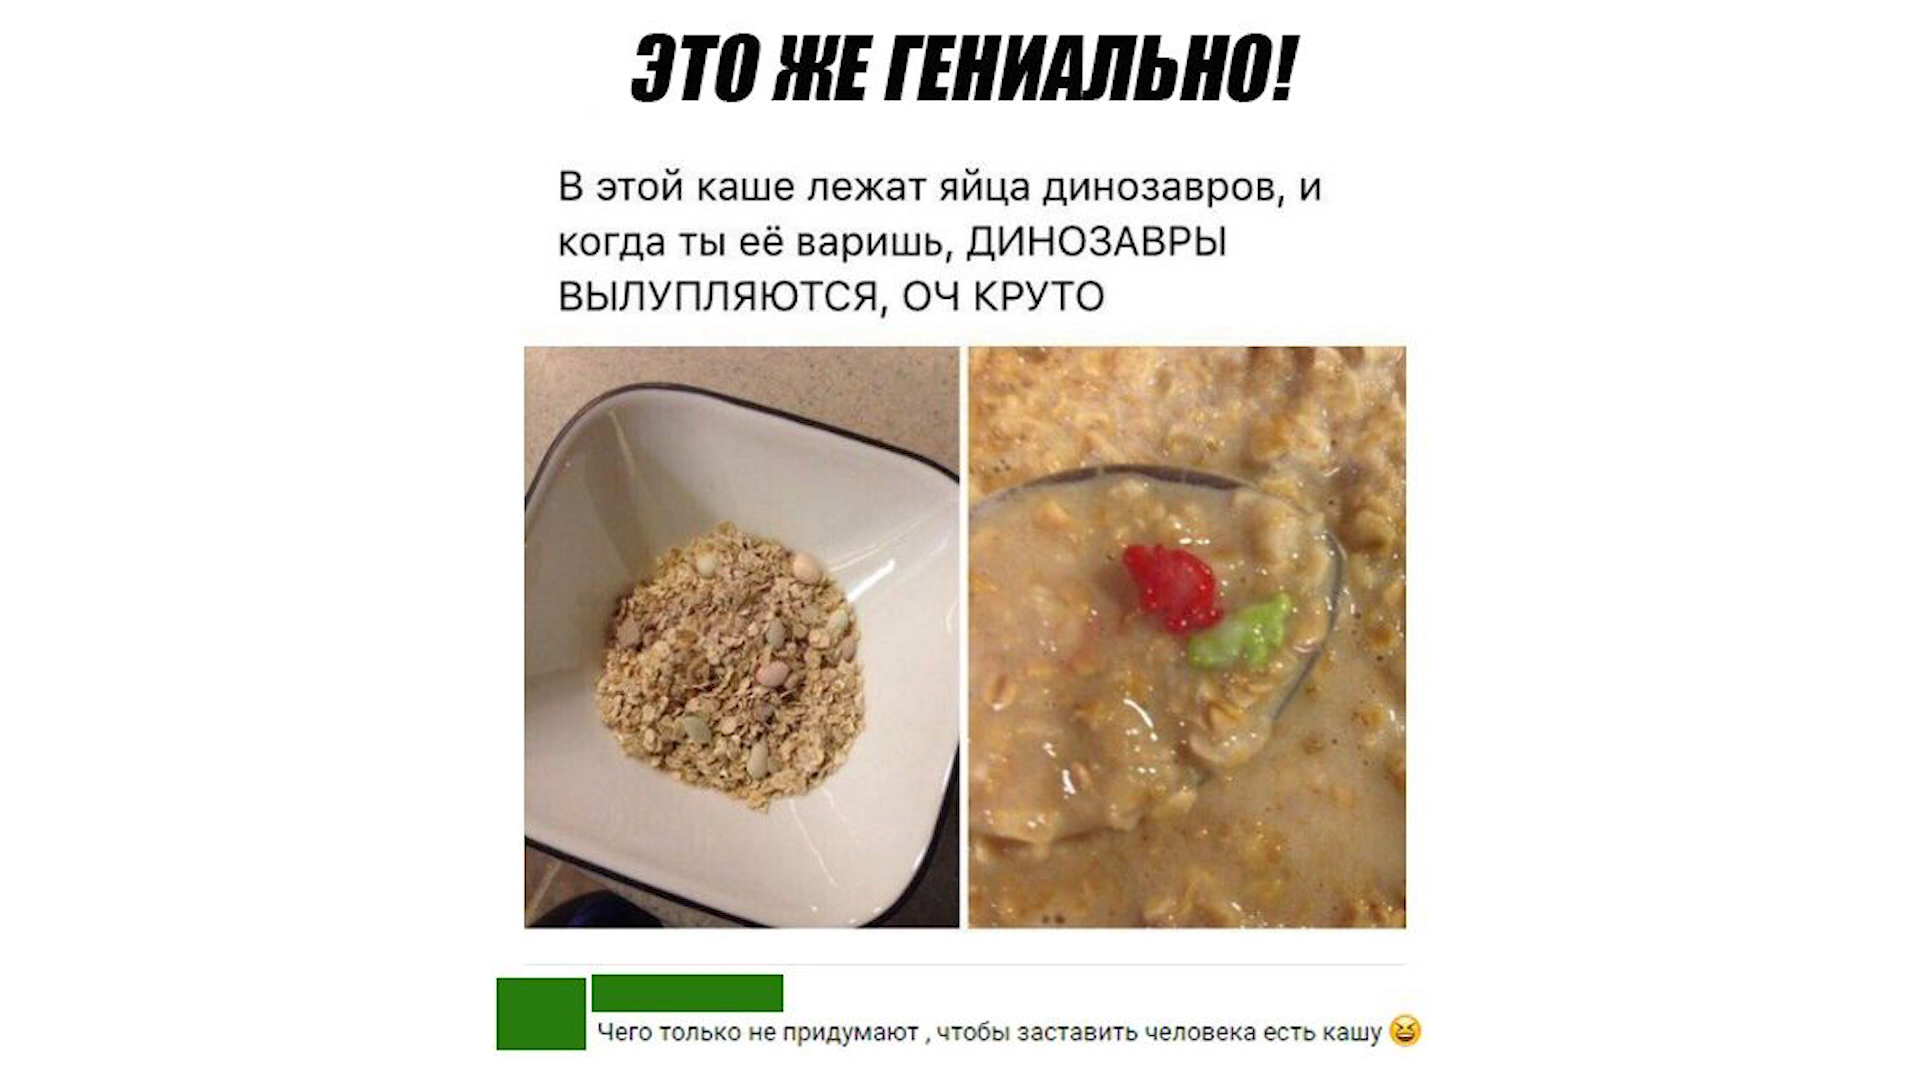 ЭТО ЖЕ ГЕНИАЛЬНО!
В этой каше лежат яйца динозавров, и
когда ты её варишь, ДИНОЗАВРЫ
ВЫЛУПЛЯЮТСЯ, ОЧ КРУТО
Чего только не придумают , чтобы заставить человека есть кашу 😆